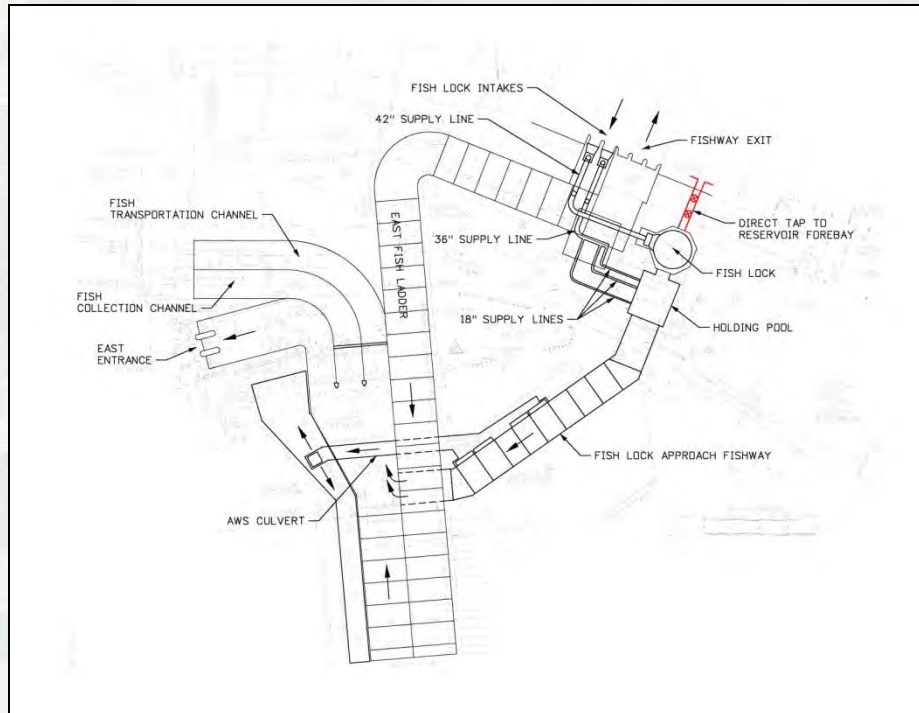 FISH LOCK INTAKES
42" SUPPLY LINE
FISHWAY EXIT
FISH
TRANSPORTATION CHANNEL
EAST FISH LADDER
DIRECT TAP TO
RESERVOIR FOREBAY
36" SUPPLY LINE
FISH LOCK
FISH
COLLECTION CHANNEL
18" SUPPLY LINES
HOLDING POOL
EAST
ENTRANCE
FISH LOCK APPROACH FISHWAY
AWS CULVERT